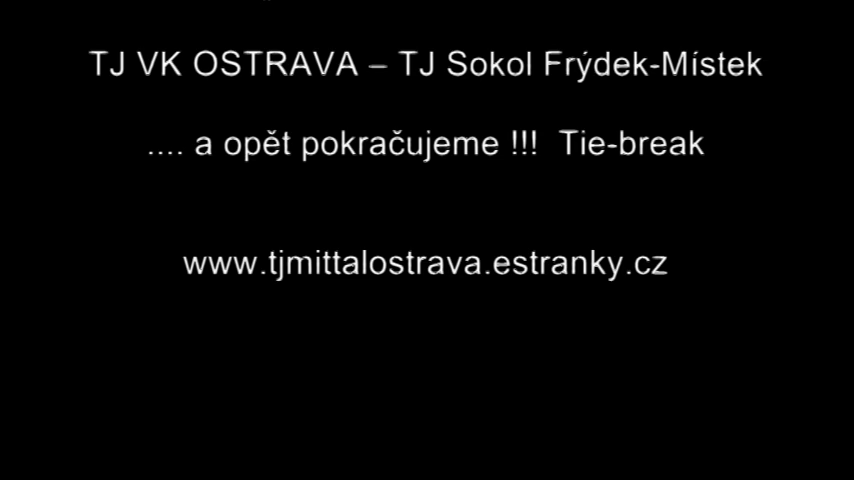 TJ VK OSTRAVA – TJ Sokol Frýdek-Místek
.... a opět pokračujeme !!! Tie-break
www.tjmittalostrava.estranky.cz